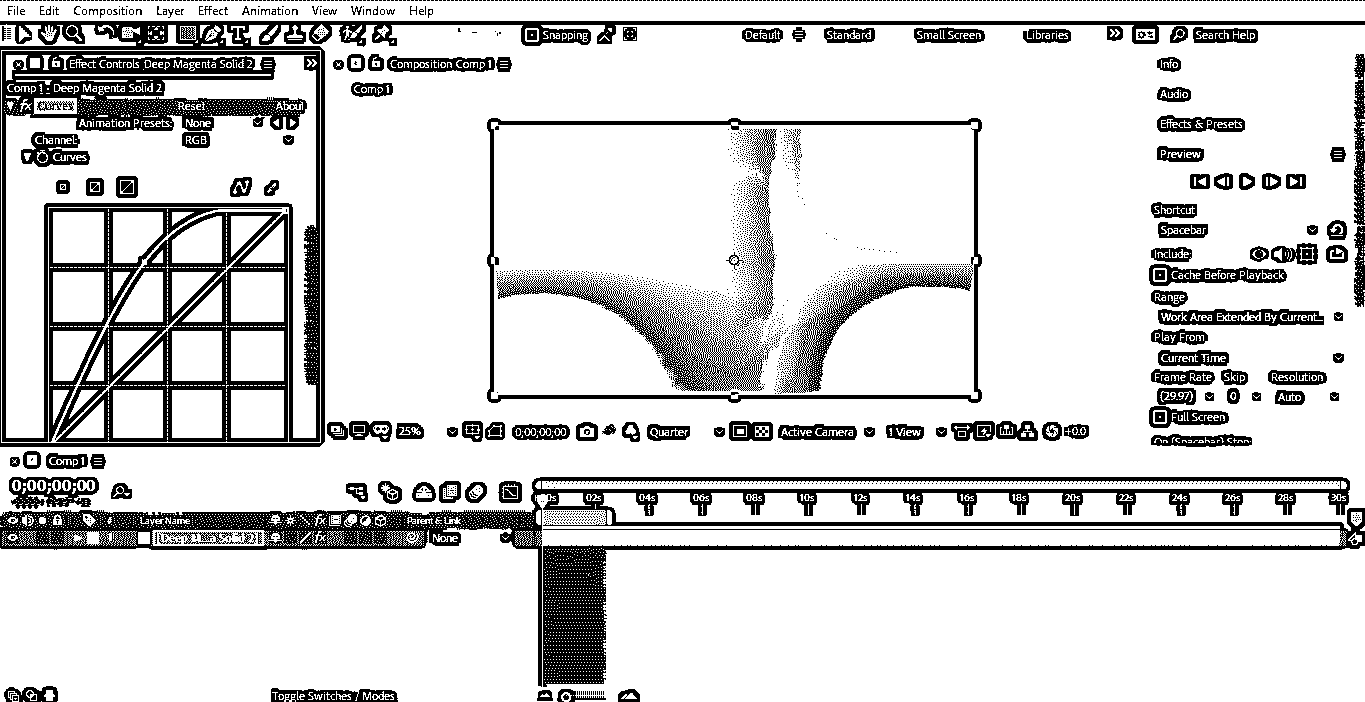 File Edit Composition Layer Effect Animation View Window Help
Snapping Default Standard Small Screen Libraries Search Help
Effect Controls Deep Magenta Solid 2
Comp 1 · Deep Magenta Solid 2
fx Curves Reset About
Animation Presets: None
Channel: RGB
Curves
Composition Comp 1
Comp 1
25% 0;00;00;00 Quarter Active Camera 1 View +0.0
Info
Audio
Effects & Presets
Preview
Shortcut
Spacebar
Include
Cache Before Playback
Range
Work Area Extended By Current...
Play From
Current Time
Frame Rate Skip Resolution
(29.97) 0 Auto
Full Screen
On (Spacebar) Stop
Comp 1
0;00;00;00
0s 02s 04s 06s 08s 10s 12s 14s 16s 18s 20s 22s 24s 26s 28s 30s
Layer Name fx Parent & Link
fx None
Toggle Switches / Modes